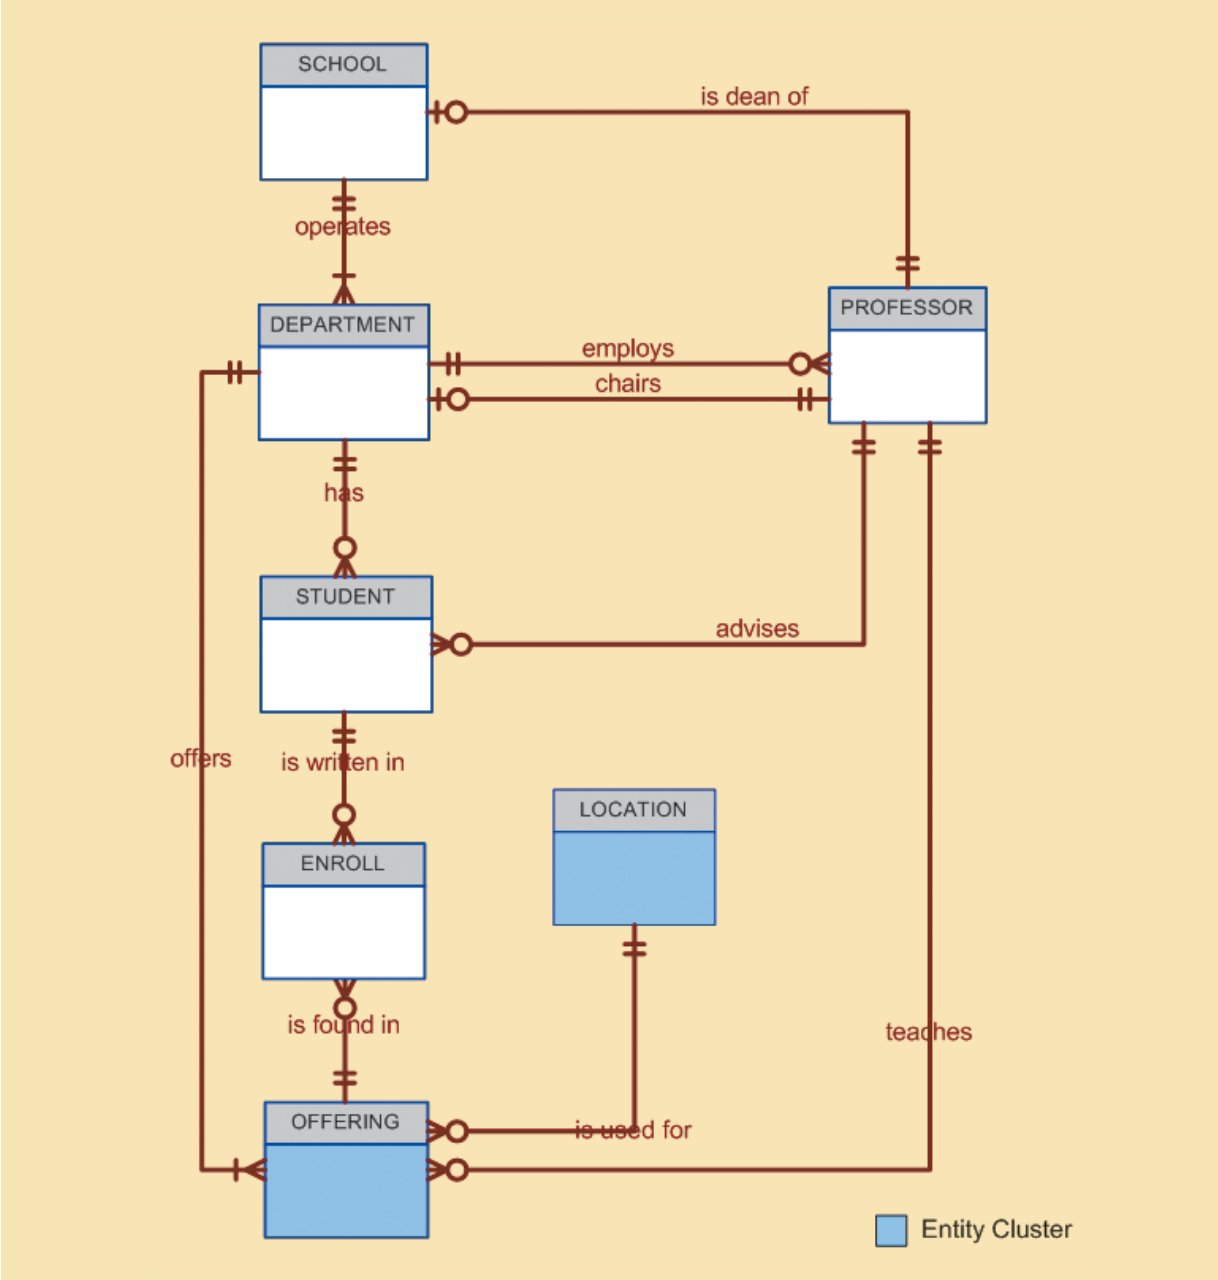 SCHOOL
is dean of
operates
PROFESSOR
DEPARTMENT
employs
chairs
has
STUDENT
advises
offers
is written in
LOCATION
ENROLL
is found in
teaches
OFFERING
is used for
Entity Cluster